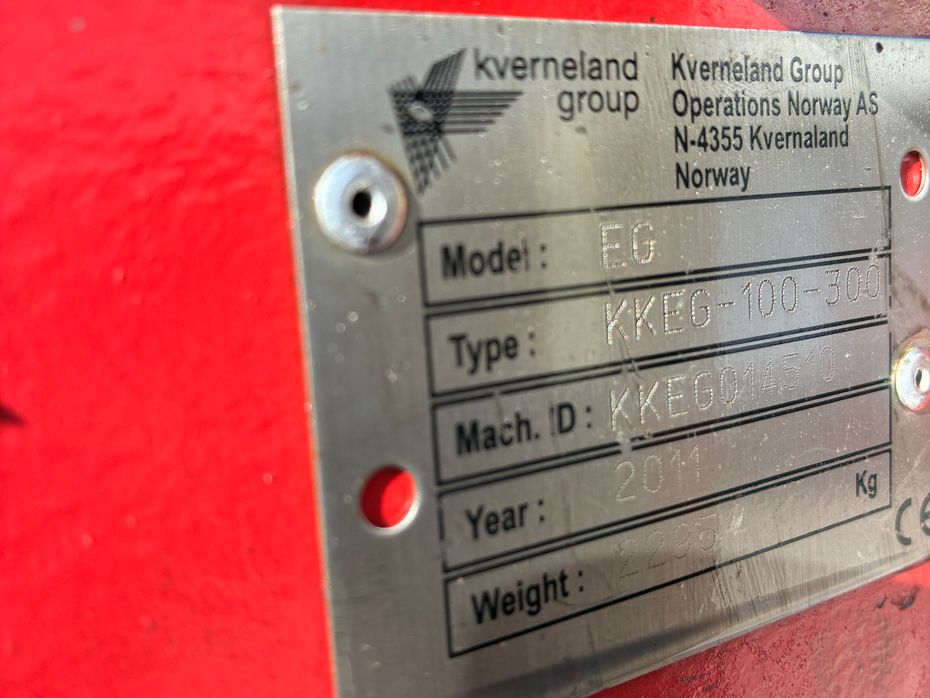 kverneland
group
Kverneland Group
Operations Norway AS
N-4355 Kvernaland
Norway
Model : EG
Type : KKEG-100-300
Mach. ID : KKEG014510
Year : 2011
Weight : 2295 Kg
CE